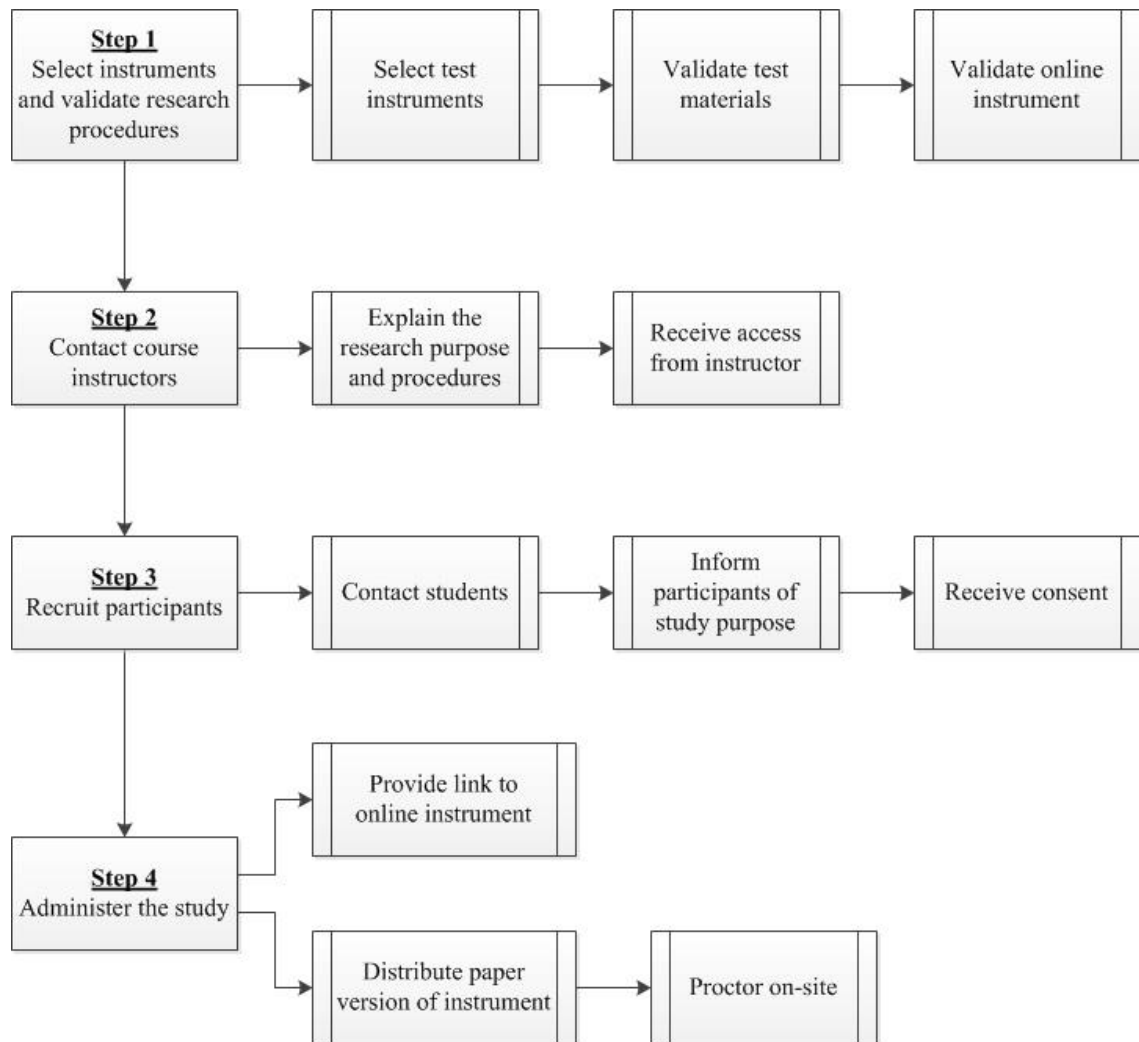 Step 1
Select instruments
and validate research
procedures
Select test
instruments
Validate test
materials
Validate online
instrument
Step 2
Contact course
instructors
Explain the
research purpose
and procedures
Receive access
from instructor
Step 3
Recruit participants
Contact students
Inform
participants of
study purpose
Receive consent
Step 4
Administer the study
Provide link to
online instrument
Distribute paper
version of instrument
Proctor on-site